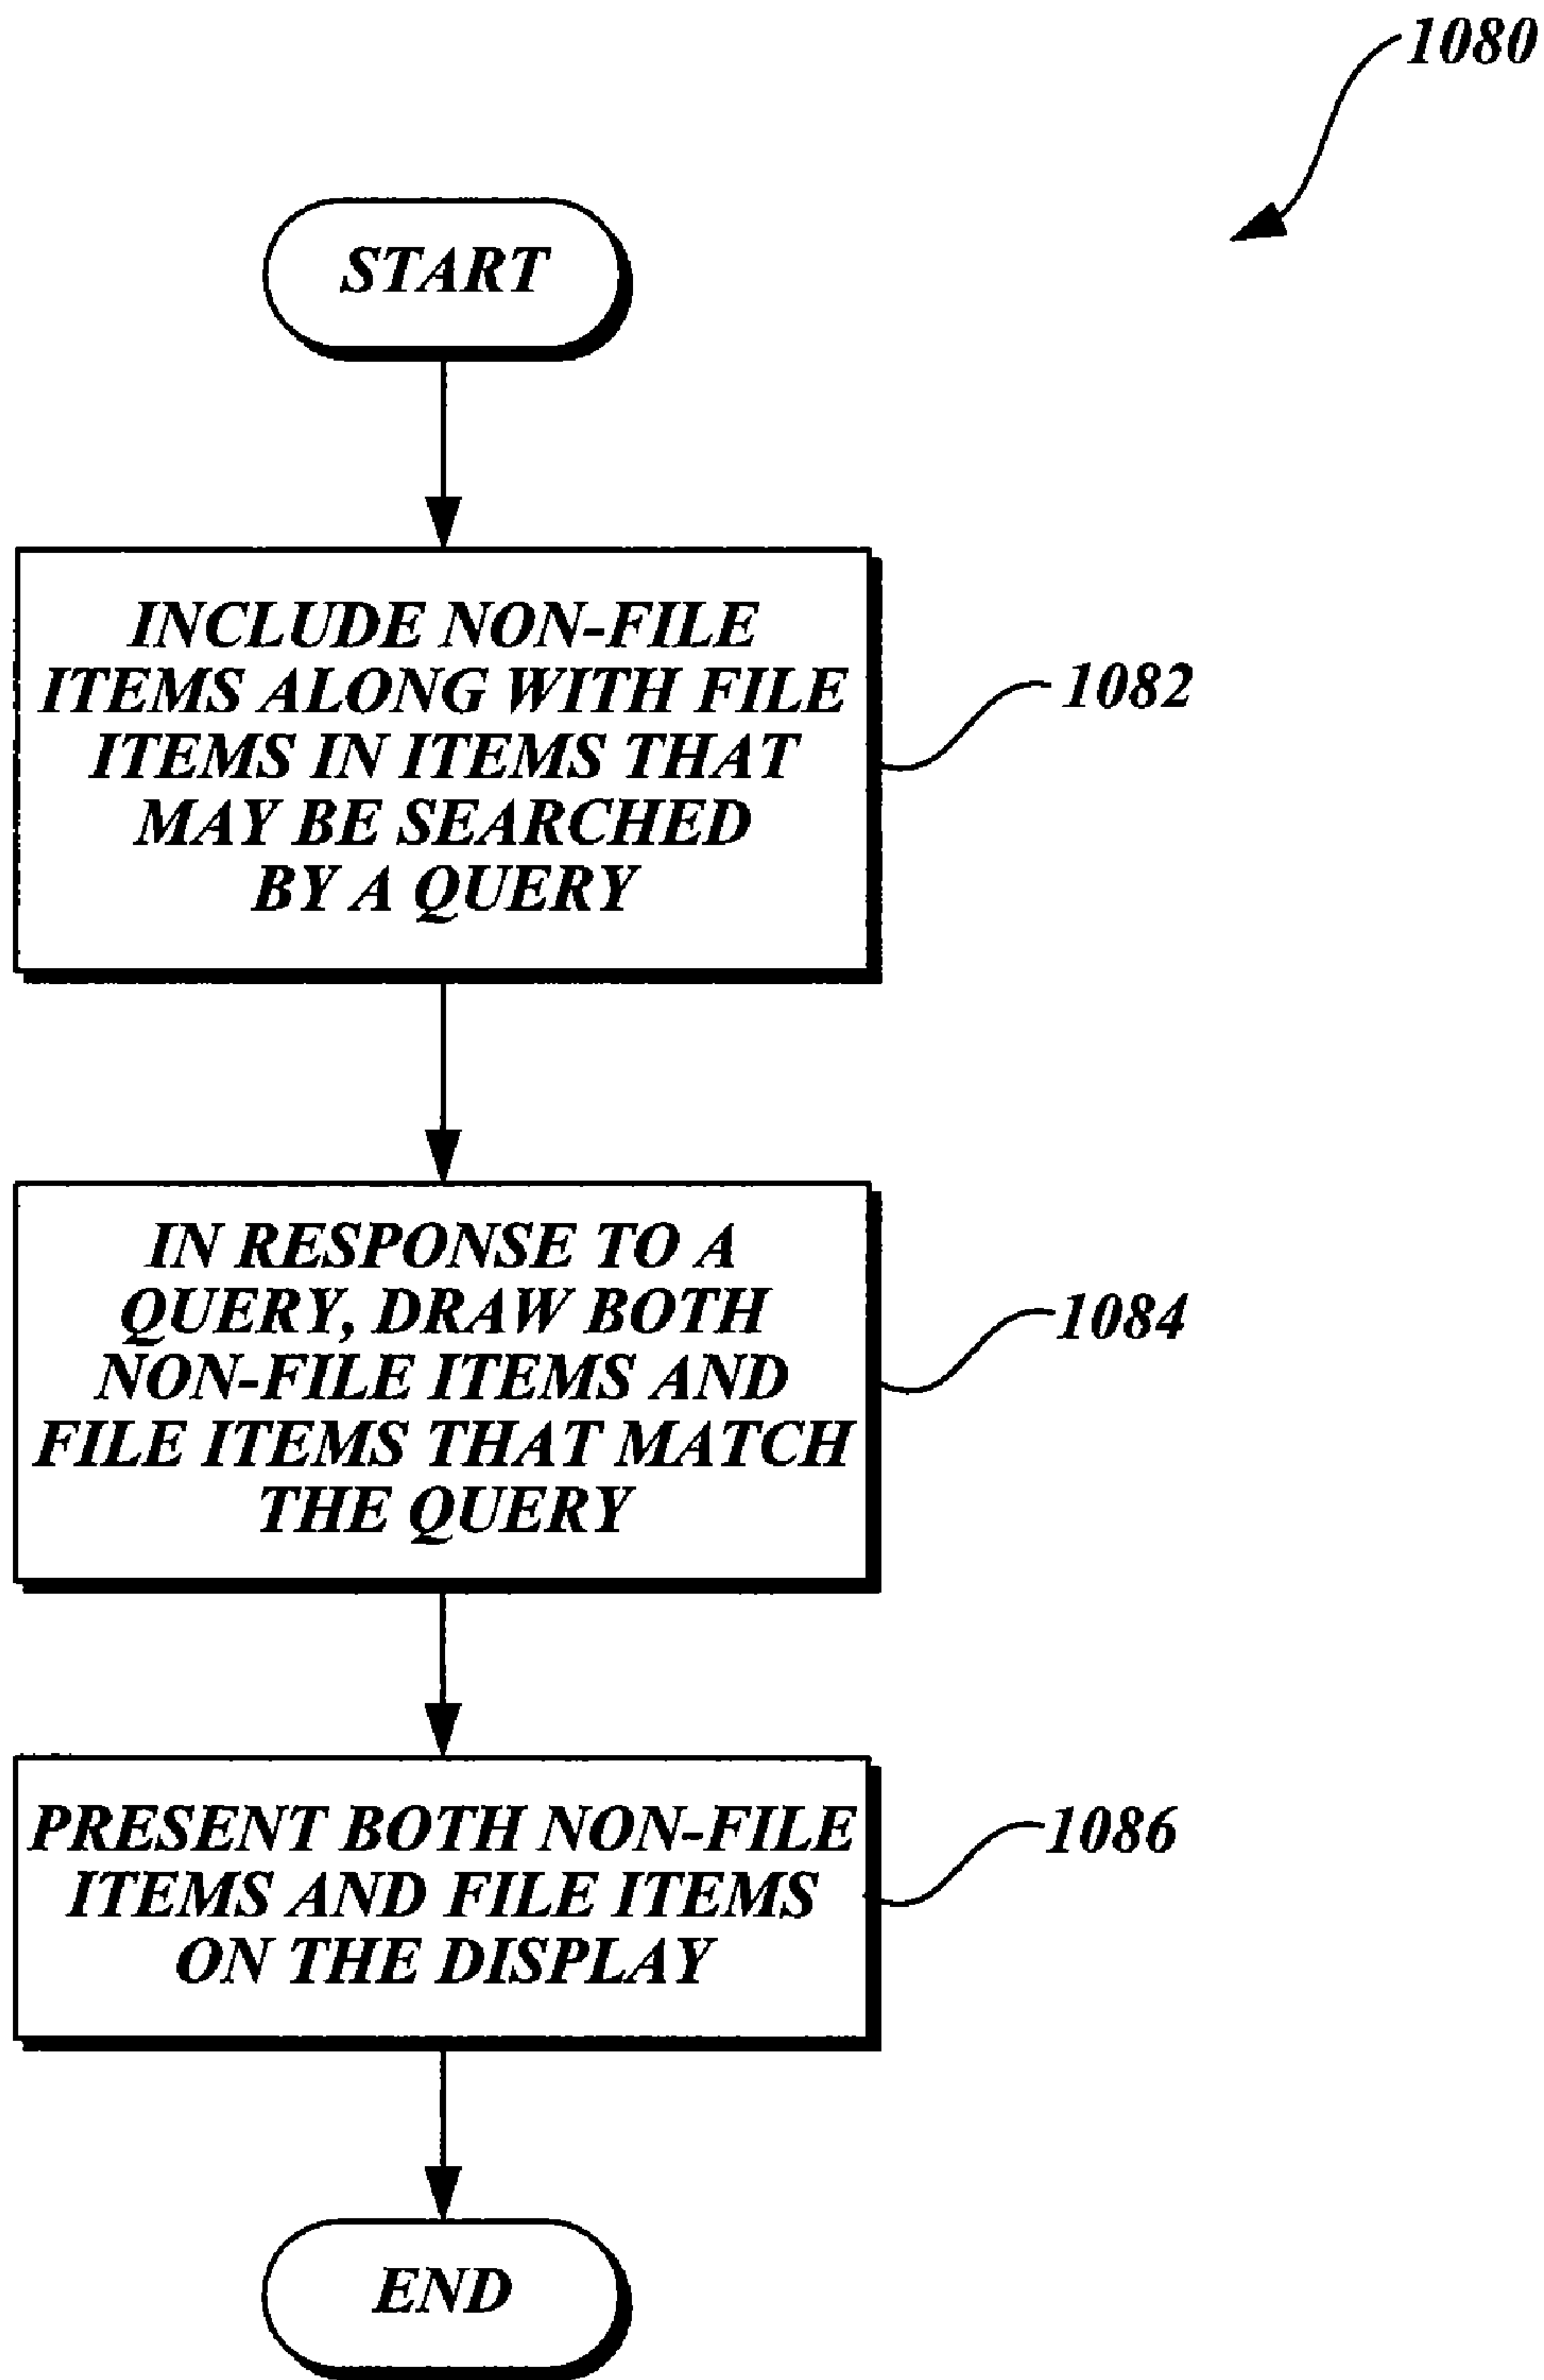 1080
START
INCLUDE NON-FILE
ITEMS ALONG WITH FILE
ITEMS IN ITEMS THAT
MAY BE SEARCHED
BY A QUERY
1082
IN RESPONSE TO A
QUERY, DRAW BOTH
NON-FILE ITEMS AND
FILE ITEMS THAT MATCH
THE QUERY
1084
PRESENT BOTH NON-FILE
ITEMS AND FILE ITEMS
ON THE DISPLAY
1086
END